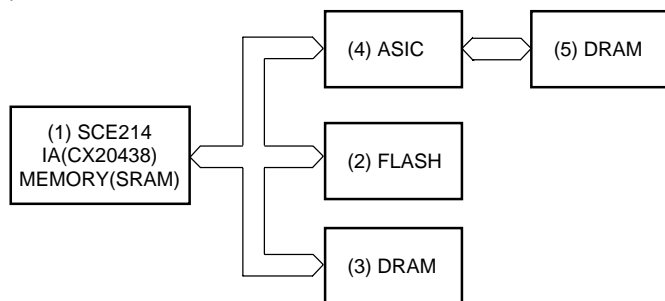 (4) ASIC
(5) DRAM
(1) SCE214
IA(CX20438)
MEMORY(SRAM)
(2) FLASH
(3) DRAM